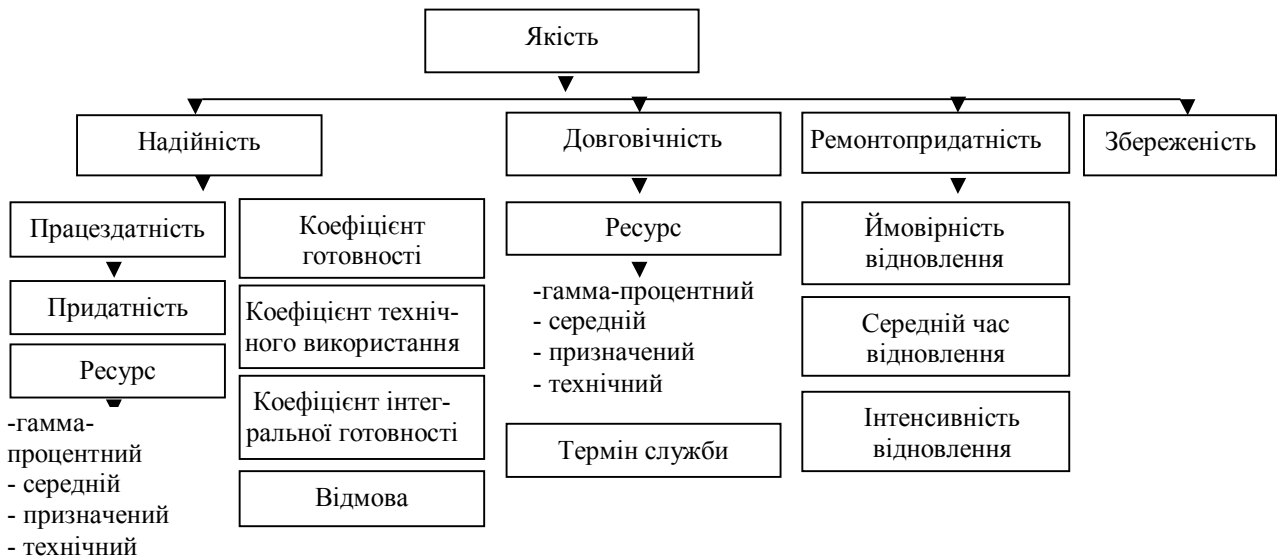 Якість
Надійність
Довговічність
Ремонтопридатність
Збереженість
Працездатність
Придатність
Ресурс
-гамма-
процентний
- середній
- призначений
- технічний
Коефіцієнт
готовності
Коефіцієнт техніч-
ного використання
Коефіцієнт інтег-
ральної готовності
Відмова
Ресурс
-гамма-процентний
- середній
- призначений
- технічний
Термін служби
Ймовірність
відновлення
Середній час
відновлення
Інтенсивність
відновлення